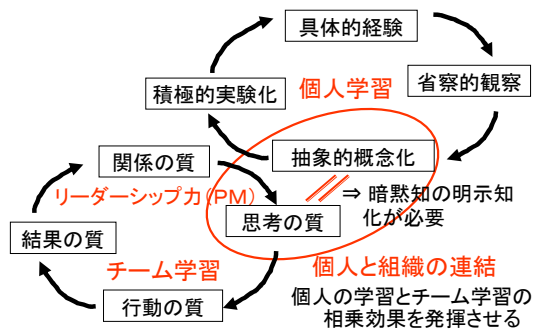 具体的経験
省察的観察
積極的実験化
個人学習
抽象的概念化
関係の質
リーダーシップ力(PM)
⇒ 暗黙知の明示知
化が必要
思考の質
結果の質
チーム学習
個人と組織の連結
行動の質
個人の学習とチーム学習の
相乗効果を発揮させる